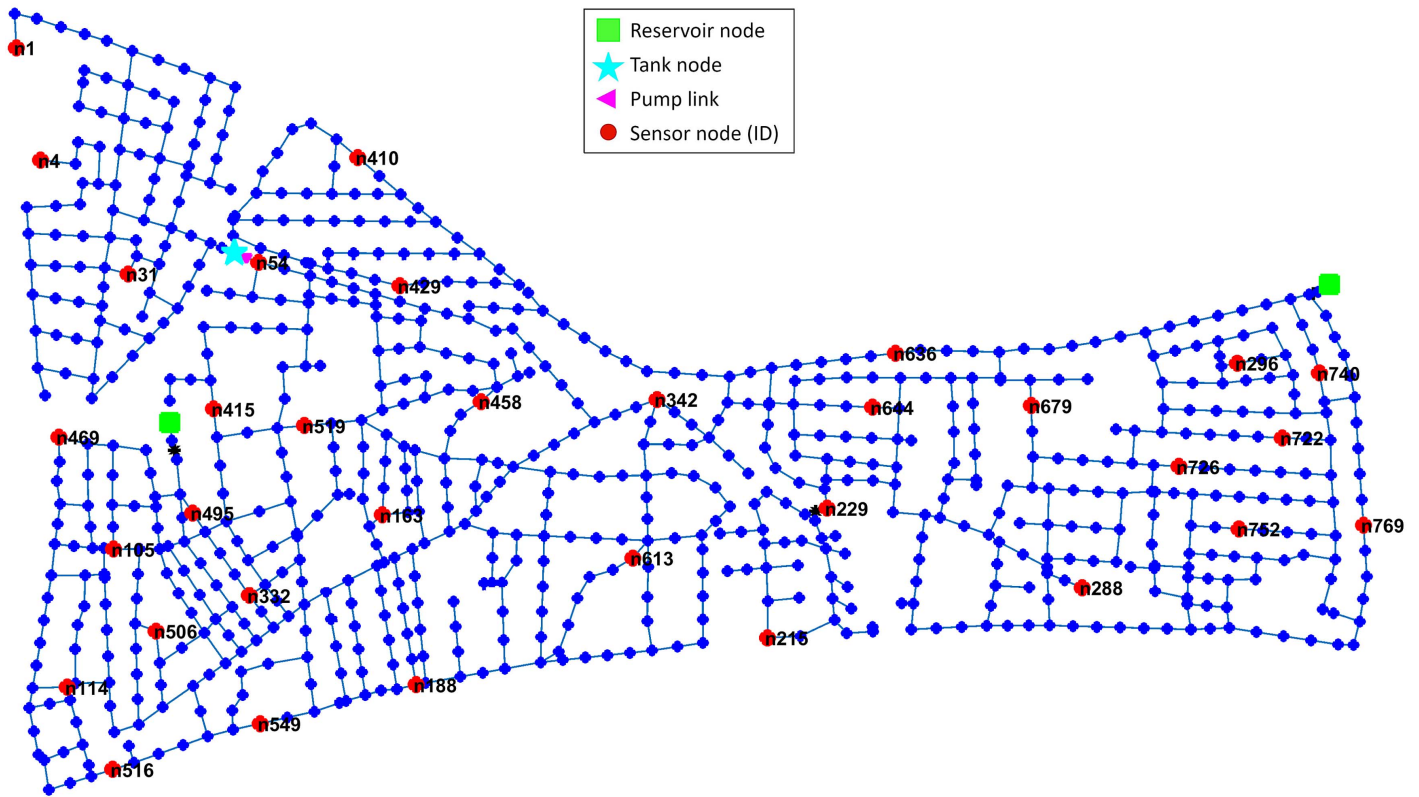 Reservoir node
Tank node
Pump link
Sensor node (ID)
n1
n4
n410
n31
n54
n429
n636
n296
n740
n415
n458
n342
n644
n679
n469
n519
n722
n726
n495
n163
n229
n769
n105
n752
n613
n332
n288
n506
n215
n114
n188
n549
n516